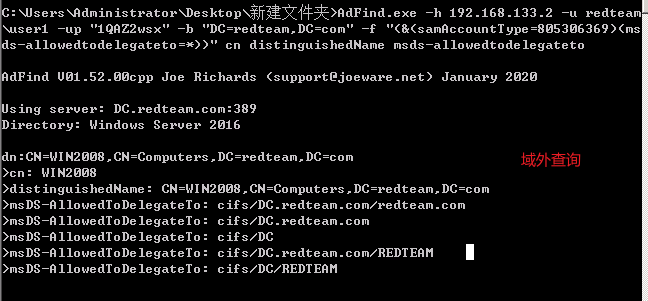 C:\Users\Administrator\Desktop\新建文件夹>AdFind.exe -h 192.168.133.2 -u redteam
\user1 -up "1QAZ2wsx" -b "DC=redteam,DC=com" -f "(&(samAccountType=805306369)(ms
ds-allowedtodelegateto=*))" cn distinguishedName msds-allowedtodelegateto
AdFind V01.52.00cpp Joe Richards (support@joeware.net) January 2020
Using server: DC.redteam.com:389
Directory: Windows Server 2016
dn:CN=WIN2008,CN=Computers,DC=redteam,DC=com
域外查询
>cn: WIN2008
>distinguishedName: CN=WIN2008,CN=Computers,DC=redteam,DC=com
>msDS-AllowedToDelegateTo: cifs/DC.redteam.com/redteam.com
>msDS-AllowedToDelegateTo: cifs/DC.redteam.com
>msDS-AllowedToDelegateTo: cifs/DC
>msDS-AllowedToDelegateTo: cifs/DC.redteam.com/REDTEAM
>msDS-AllowedToDelegateTo: cifs/DC/REDTEAM